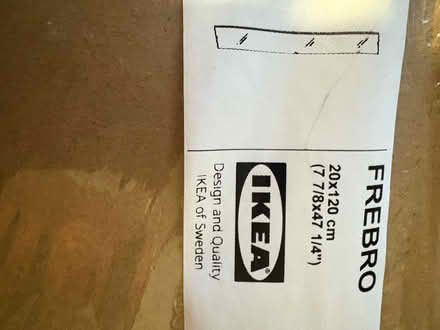 FREBRO
20x120 cm
(7 7/8x47 1/4")
IKEA
Design and Quality
IKEA of Sweden